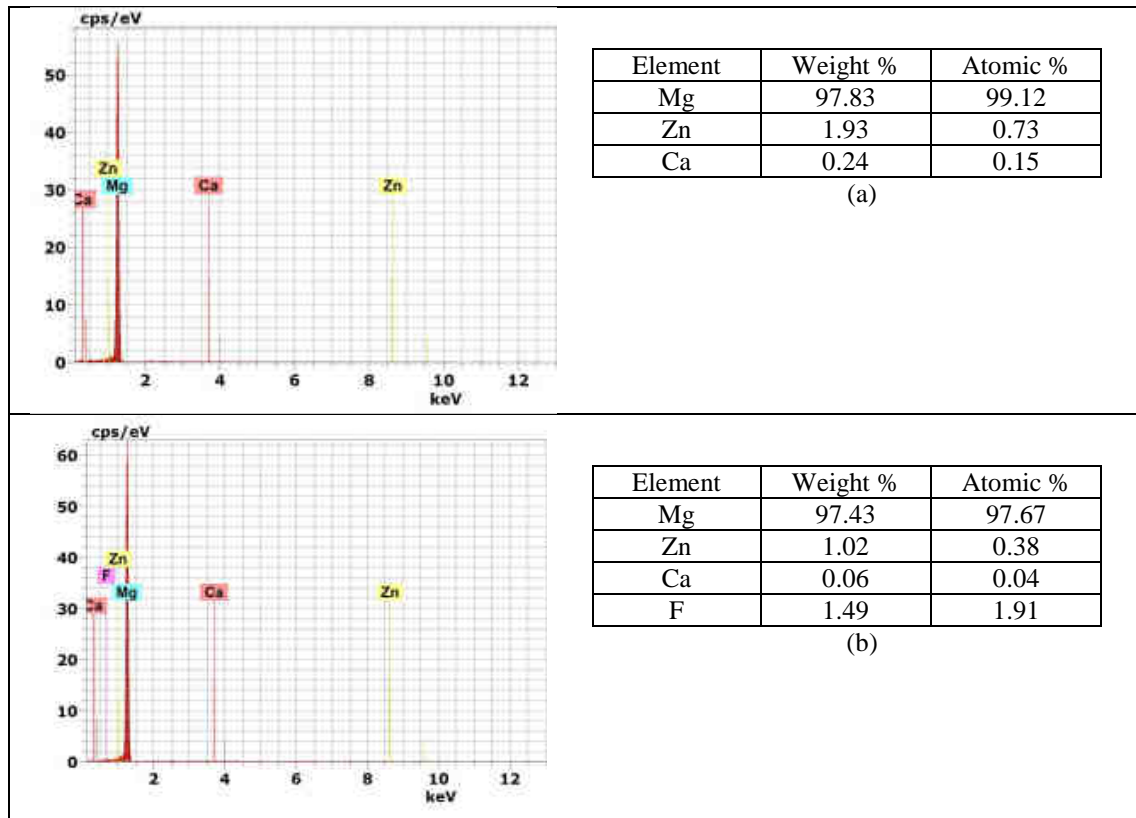 cps/eV
50
40
30
20
10
0
Zn
Mg
Ca
Ca
Zn
2 4 6 8 10 12
keV
Element Weight % Atomic %
Mg 97.83 99.12
Zn 1.93 0.73
Ca 0.24 0.15
(a)
cps/eV
60
50
40
30
20
10
0
Zn
F
Mg
Ca
Ca
Zn
2 4 6 8 10 12
keV
Element Weight % Atomic %
Mg 97.43 97.67
Zn 1.02 0.38
Ca 0.06 0.04
F 1.49 1.91
(b)